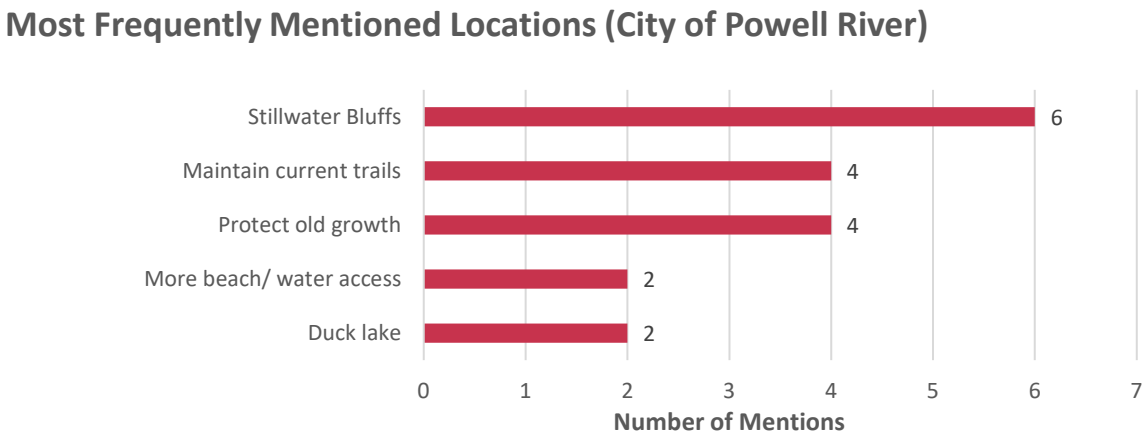 Most Frequently Mentioned Locations (City of Powell River)
Stillwater Bluffs 6
Maintain current trails 4
Protect old growth 4
More beach/ water access 2
Duck lake 2
0 1 2 3 4 5 6 7
Number of Mentions